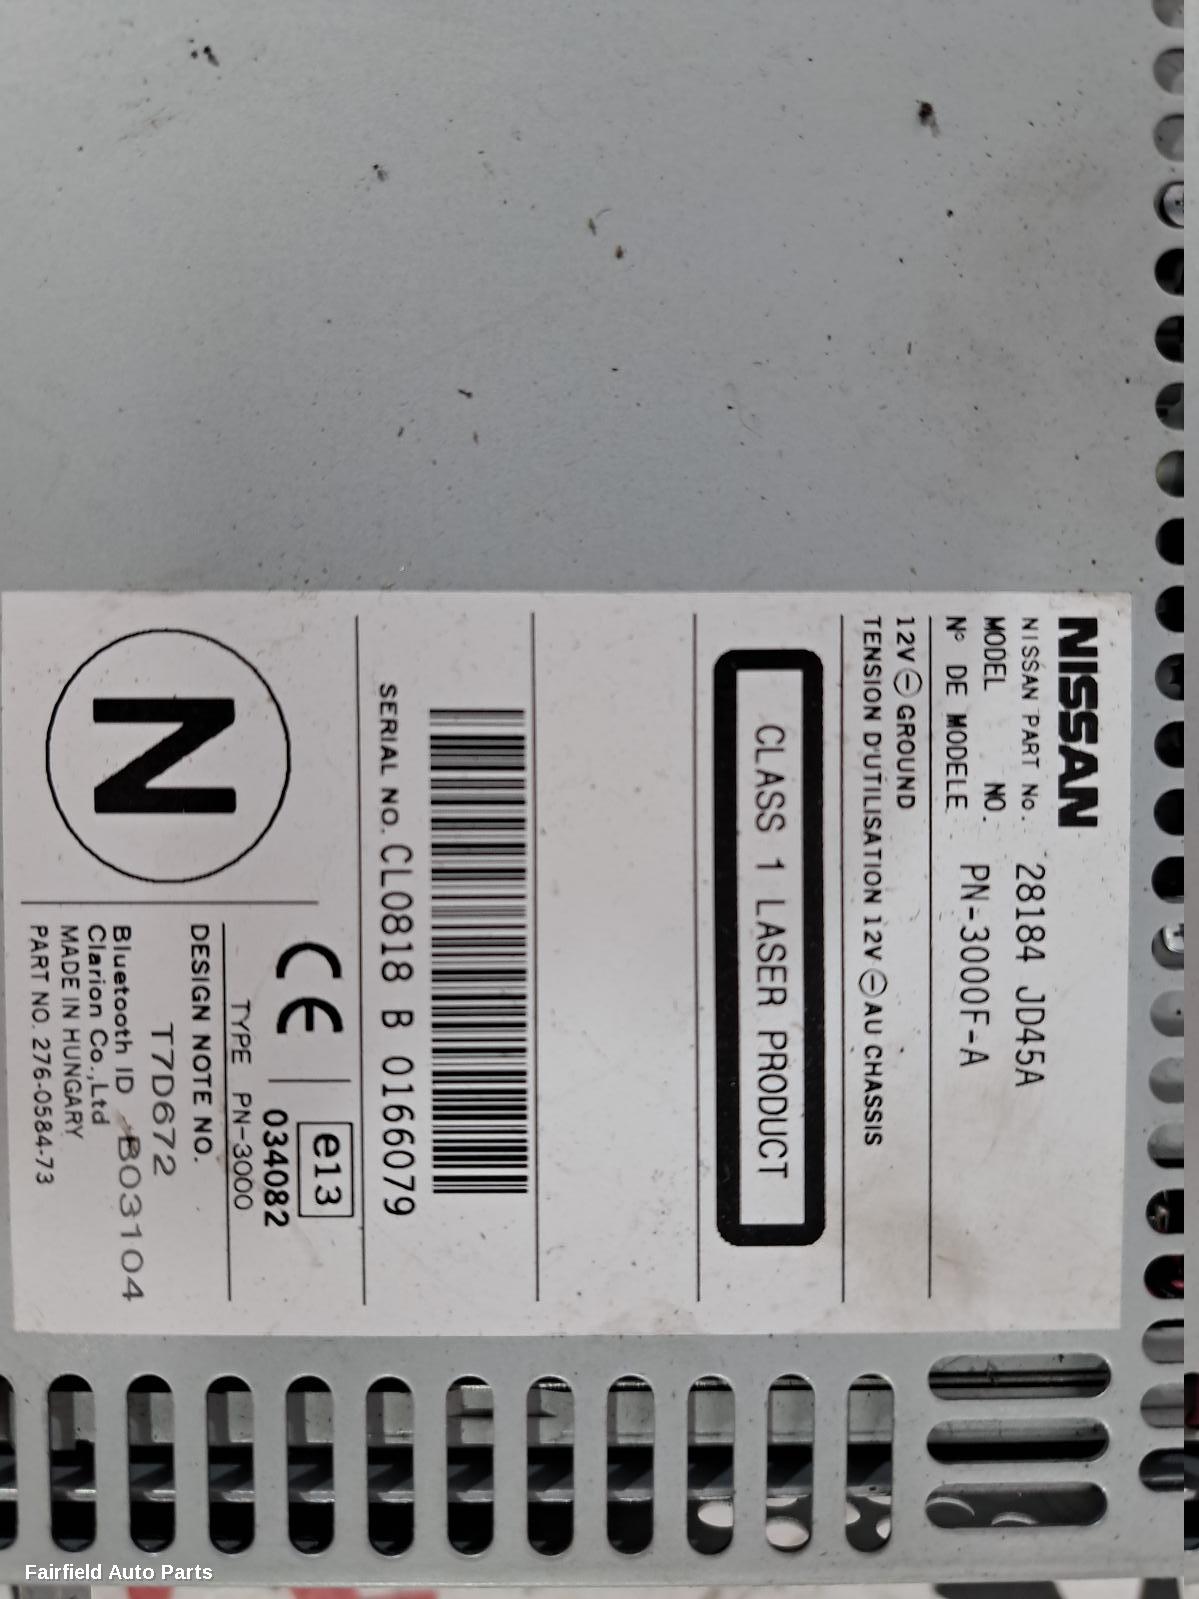 NISSAN
NISSAN PART No. 28184 JD45A
MODEL NO. PN-3000F-A
N° DE MODELE
12V ⊖ GROUND
TENSION D'UTILISATION 12V ⊖ AU CHASSIS
CLASS 1 LASER PRODUCT
SERIAL NO. CL0818 B 0166079
N
CE e13
034082
TYPE PN-3000
DESIGN NOTE NO.
T7D672
Bluetooth ID B03104
Clarion Co.,Ltd
MADE IN HUNGARY
PART NO. 276-0584-73
Fairfield Auto Parts